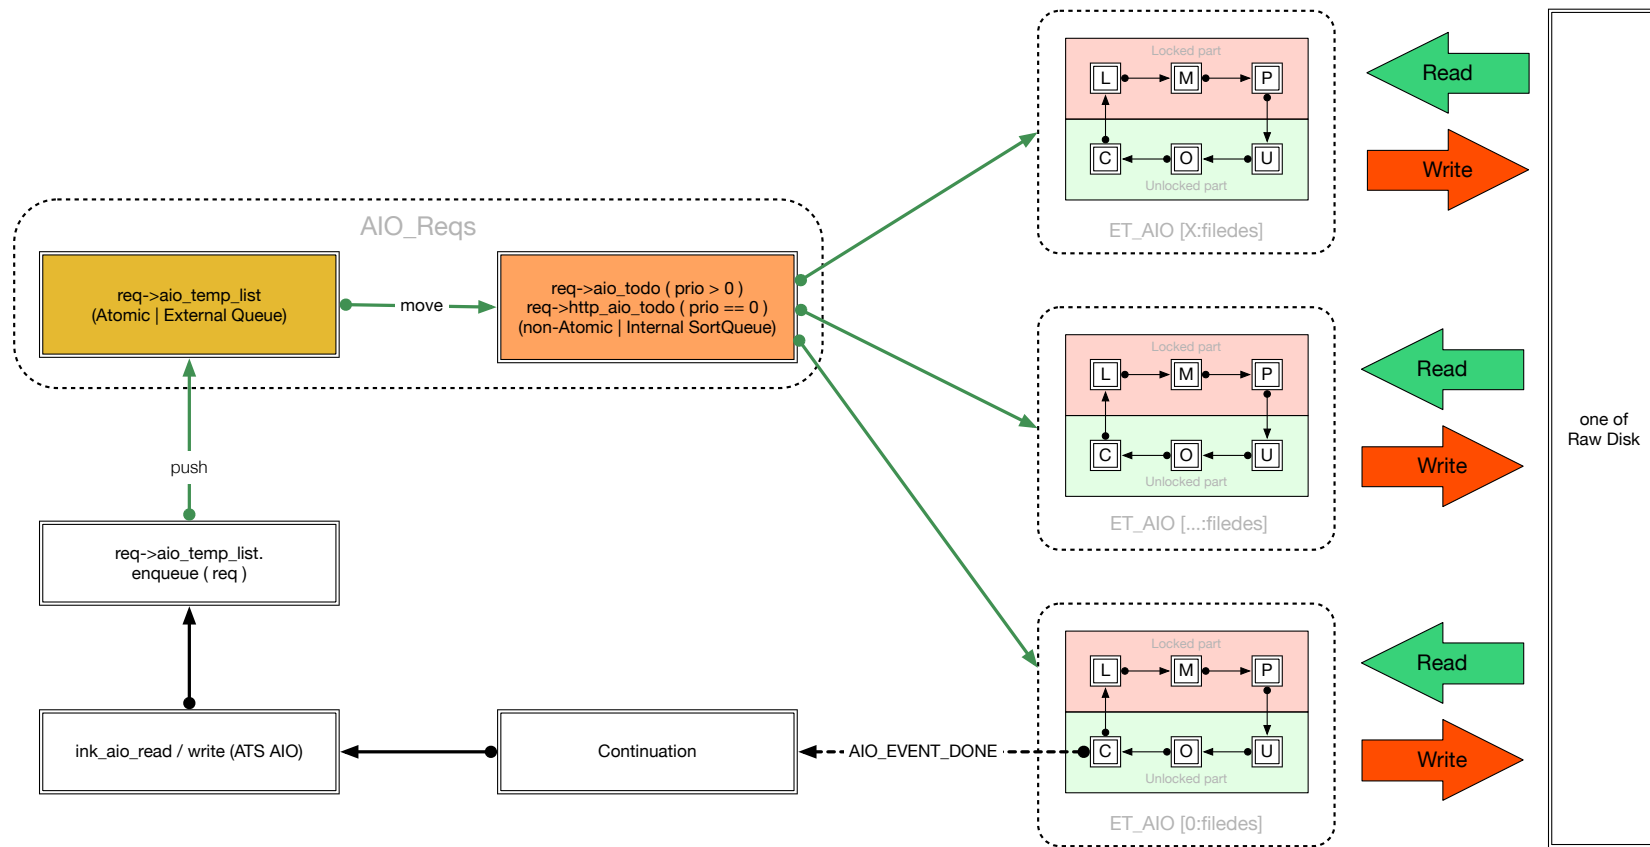 AIO_Reqs
req->aio_temp_list
(Atomic | External Queue)
move
req->aio_todo ( prio > 0 )
req->http_aio_todo ( prio == 0 )
(non-Atomic | Internal SortQueue)
push
req->aio_temp_list.
enqueue ( req )
ink_aio_read / write (ATS AIO)
Continuation
AIO_EVENT_DONE
Locked part
L
M
P
C
O
U
Unlocked part
ET_AIO [X:filedes]
Read
Write
Locked part
L
M
P
C
O
U
Unlocked part
ET_AIO [...:filedes]
Read
Write
Locked part
L
M
P
C
O
U
Unlocked part
ET_AIO [0:filedes]
Read
Write
one of
Raw Disk